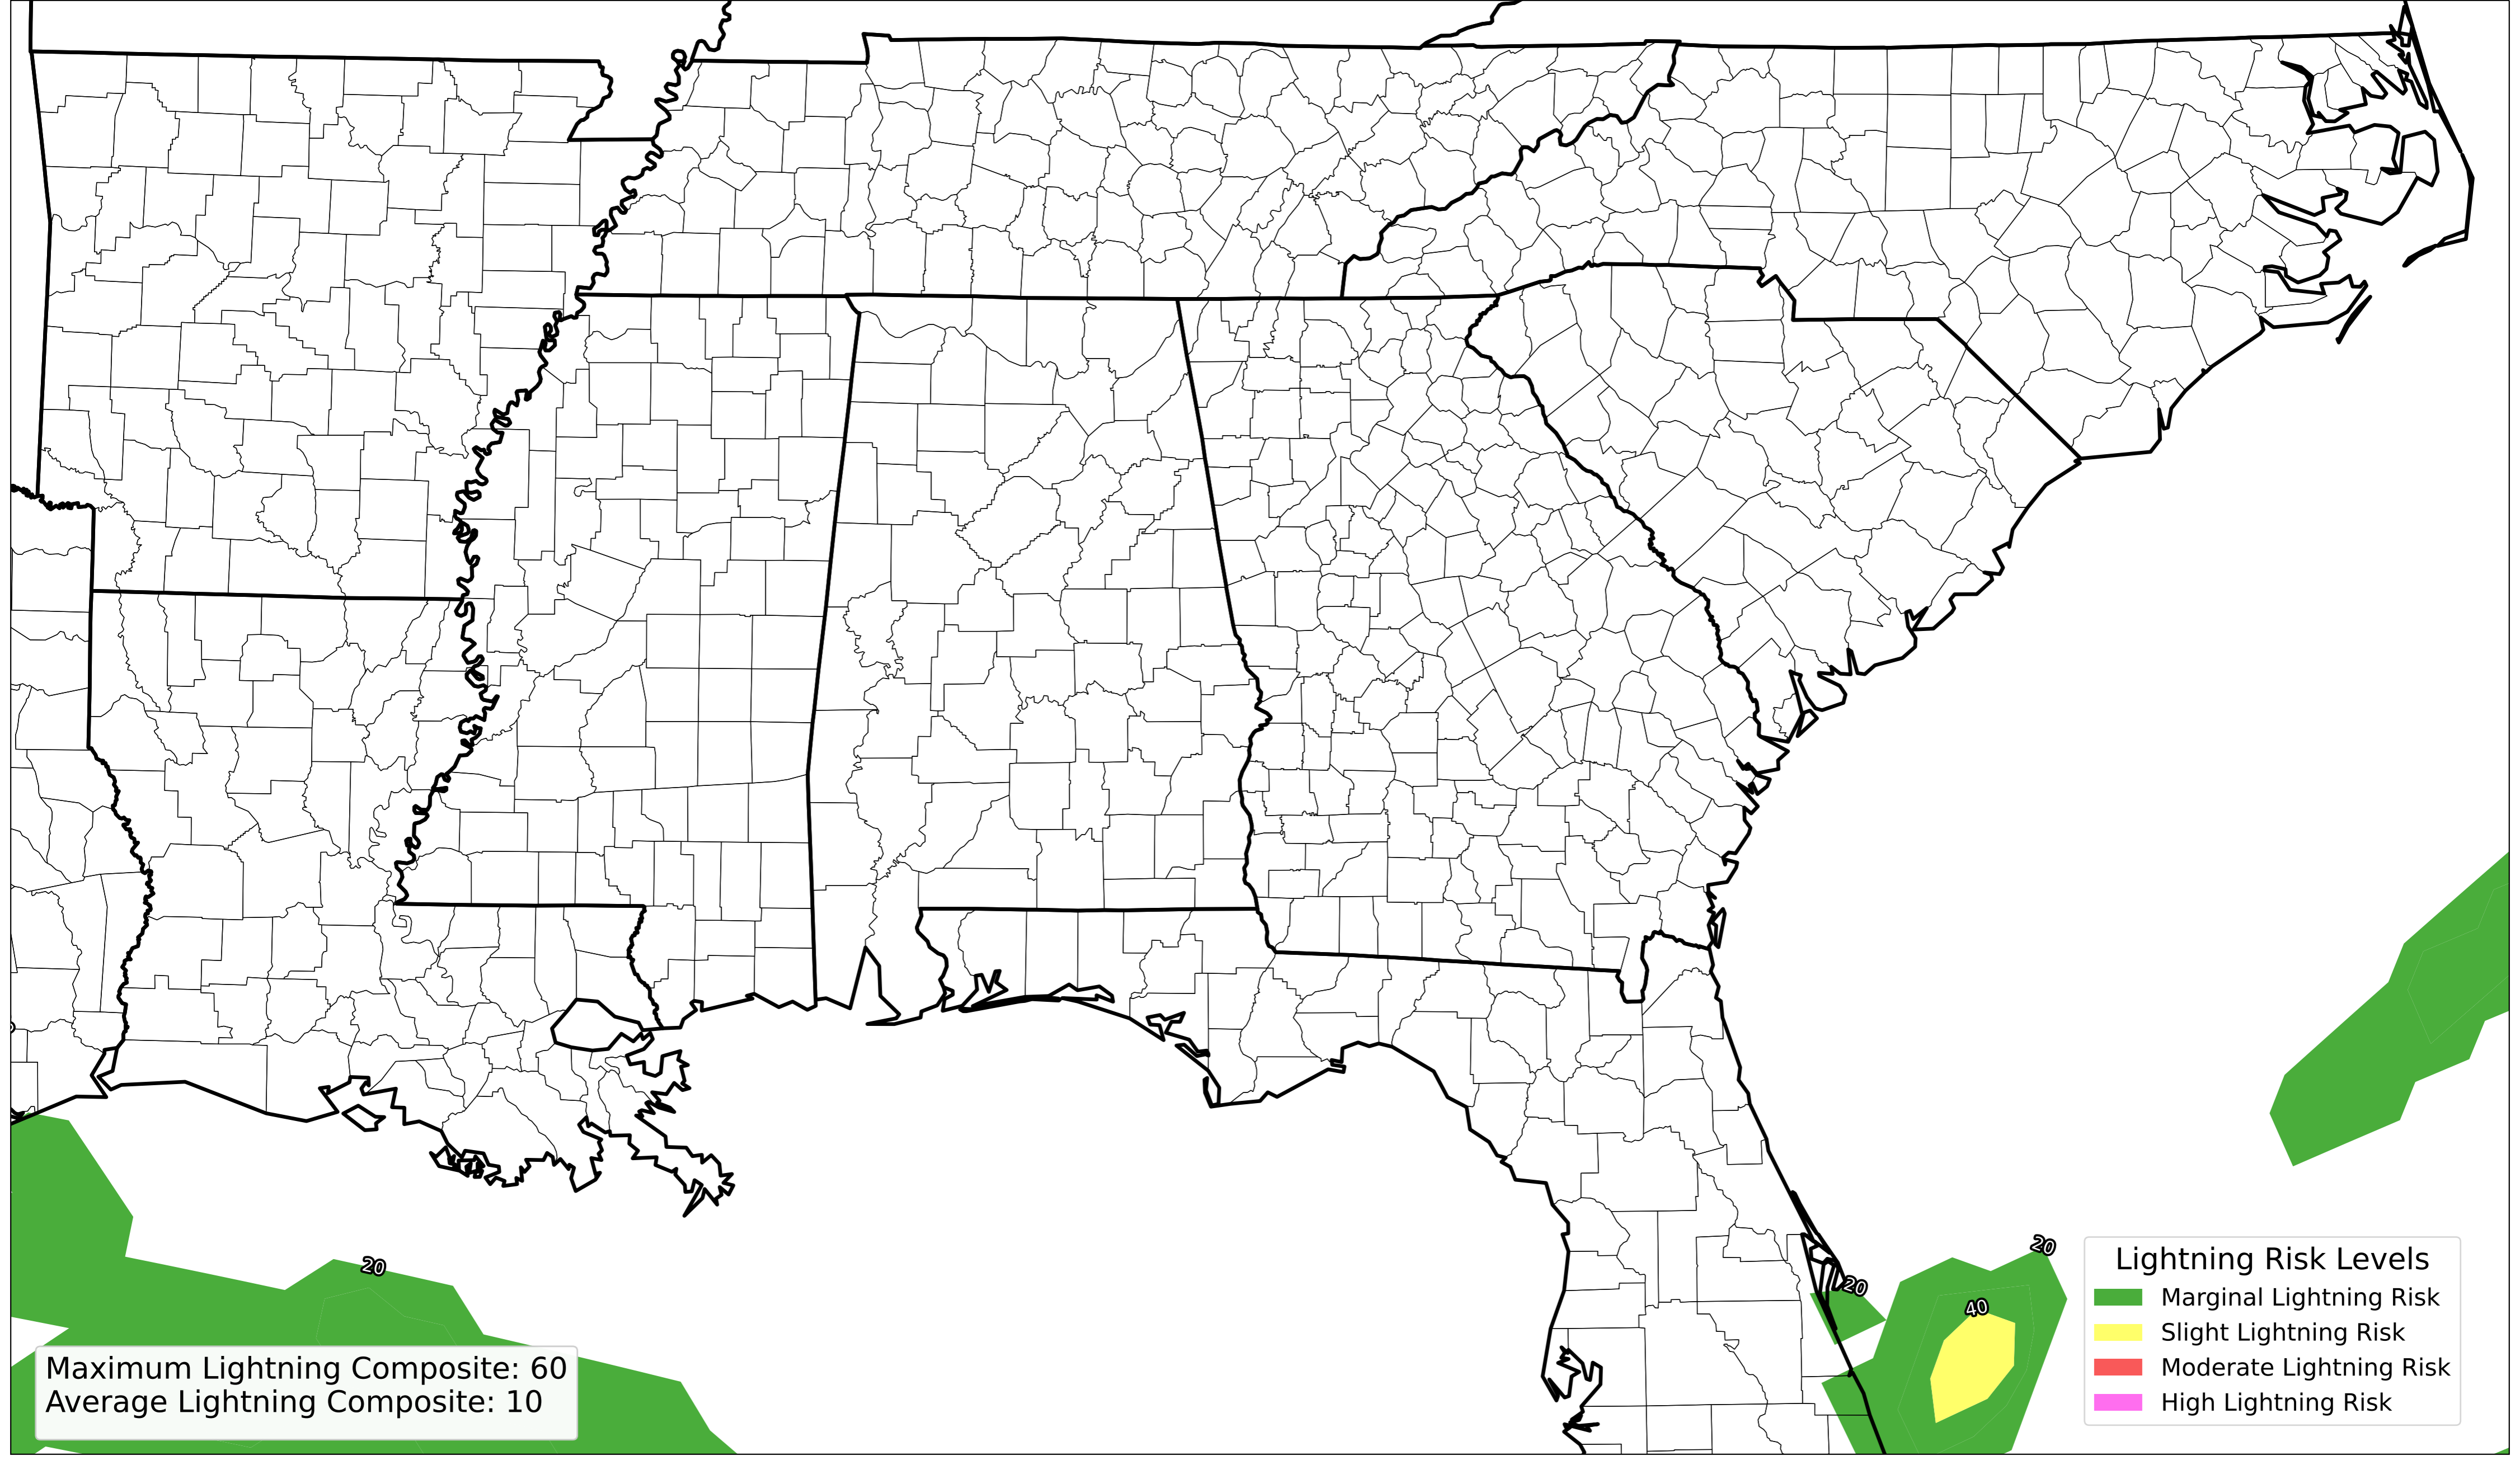 20
20
20
40
Lightning Risk Levels
Marginal Lightning Risk
Slight Lightning Risk
Moderate Lightning Risk
High Lightning Risk
Maximum Lightning Composite: 60
Average Lightning Composite: 10